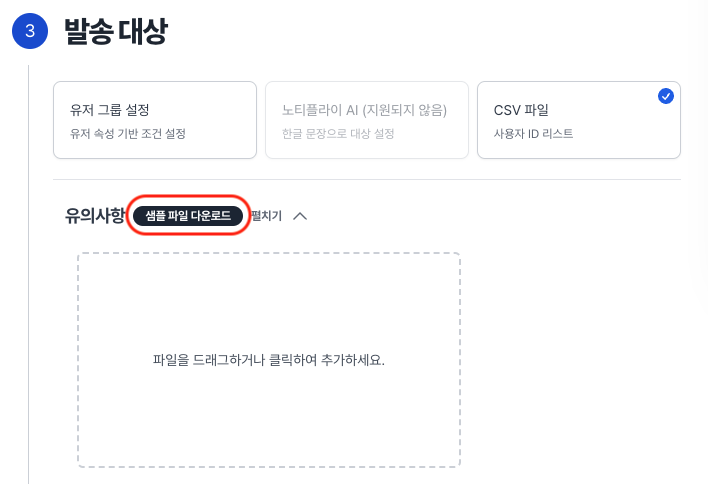 3 발송 대상
유저 그룹 설정
유저 속성 기반 조건 설정
노티플라이 AI (지원되지 않음)
한글 문장으로 대상 설정
CSV 파일
사용자 ID 리스트
유의사항 샘플 파일 다운로드 펼치기
파일을 드래그하거나 클릭하여 추가하세요.